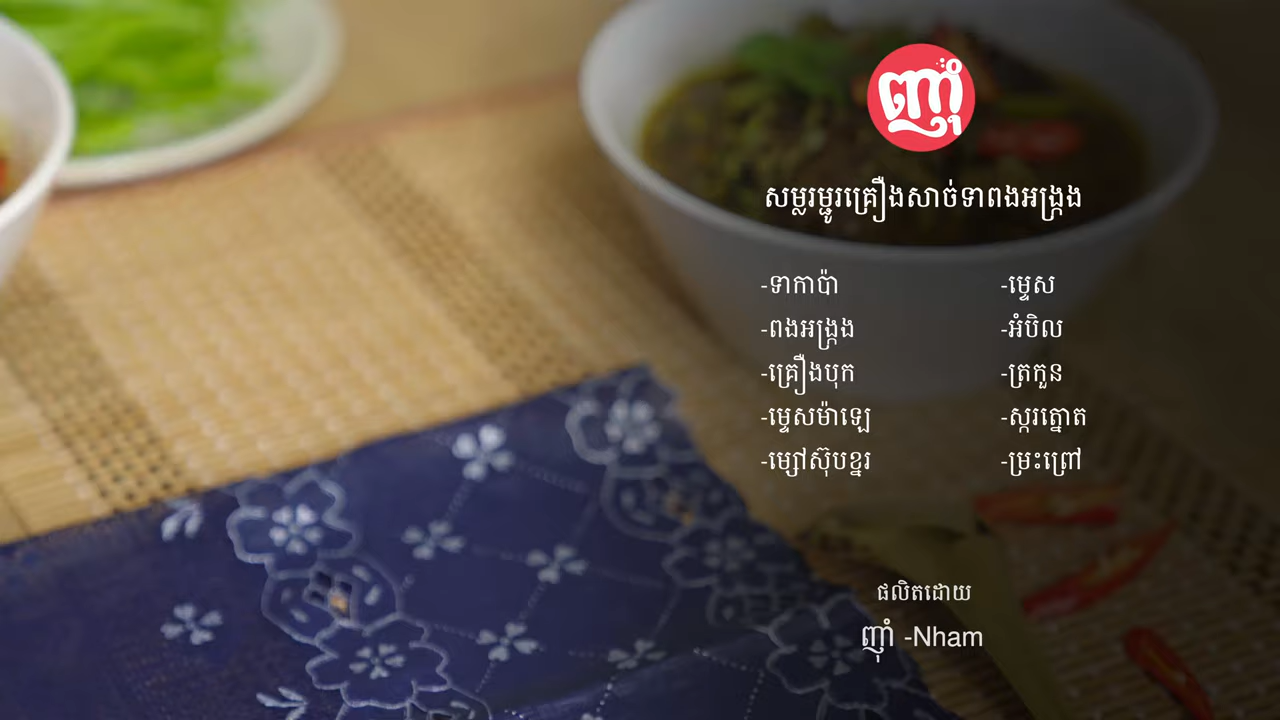 ញ៉ាំ
សម្លរម្ជូរគ្រឿងសាច់ទាពងអង្ក្រង
-ទាកាប៉ា
-ពងអង្ក្រង
-គ្រឿងបុក
-ម្ទេសម៉ាឡេ
-ម្សៅស៊ុបខ្នរ
-ម្ទេស
-អំបិល
-ត្រកួន
-ស្ករត្នោត
-ម្រះព្រៅ
ផលិតដោយ
ញ៉ាំ -Nham